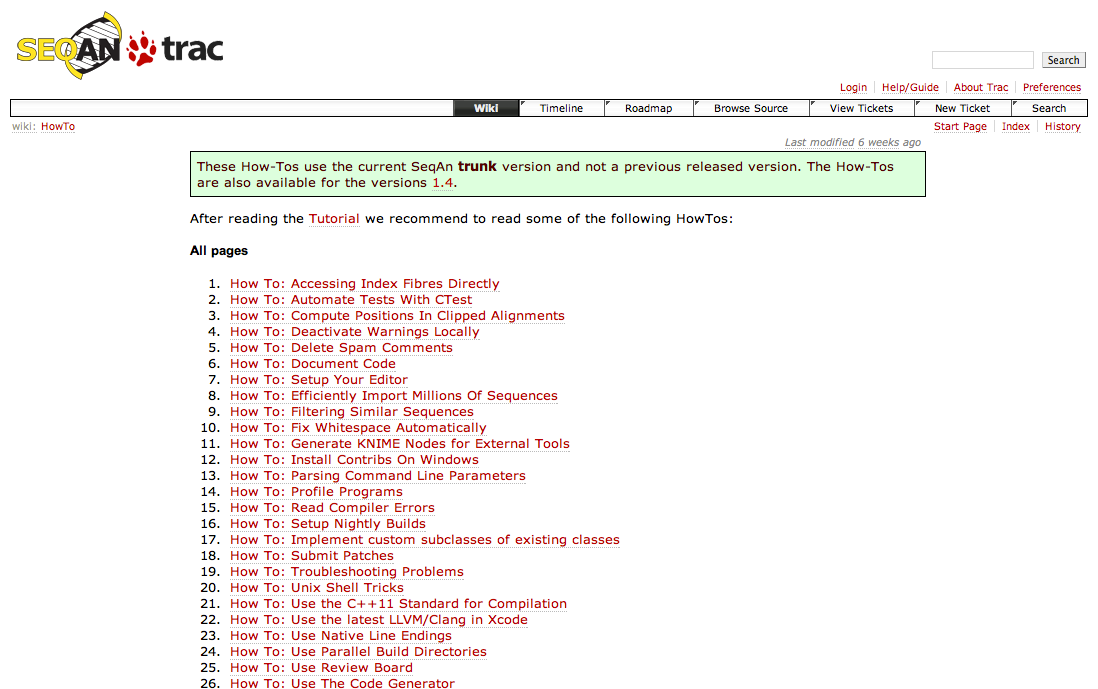 SEQAN trac
Search
Login Help/Guide About Trac Preferences
Wiki Timeline Roadmap Browse Source View Tickets New Ticket Search
wiki: HowTo Start Page Index History
Last modified 6 weeks ago
These How-Tos use the current SeqAn trunk version and not a previous released version. The How-Tos
are also available for the versions 1.4.
After reading the Tutorial we recommend to read some of the following HowTos:
All pages
1. How To: Accessing Index Fibres Directly
2. How To: Automate Tests With CTest
3. How To: Compute Positions In Clipped Alignments
4. How To: Deactivate Warnings Locally
5. How To: Delete Spam Comments
6. How To: Document Code
7. How To: Setup Your Editor
8. How To: Efficiently Import Millions Of Sequences
9. How To: Filtering Similar Sequences
10. How To: Fix Whitespace Automatically
11. How To: Generate KNIME Nodes for External Tools
12. How To: Install Contribs On Windows
13. How To: Parsing Command Line Parameters
14. How To: Profile Programs
15. How To: Read Compiler Errors
16. How To: Setup Nightly Builds
17. How To: Implement custom subclasses of existing classes
18. How To: Submit Patches
19. How To: Troubleshooting Problems
20. How To: Unix Shell Tricks
21. How To: Use the C++11 Standard for Compilation
22. How To: Use the latest LLVM/Clang in Xcode
23. How To: Use Native Line Endings
24. How To: Use Parallel Build Directories
25. How To: Use Review Board
26. How To: Use The Code Generator